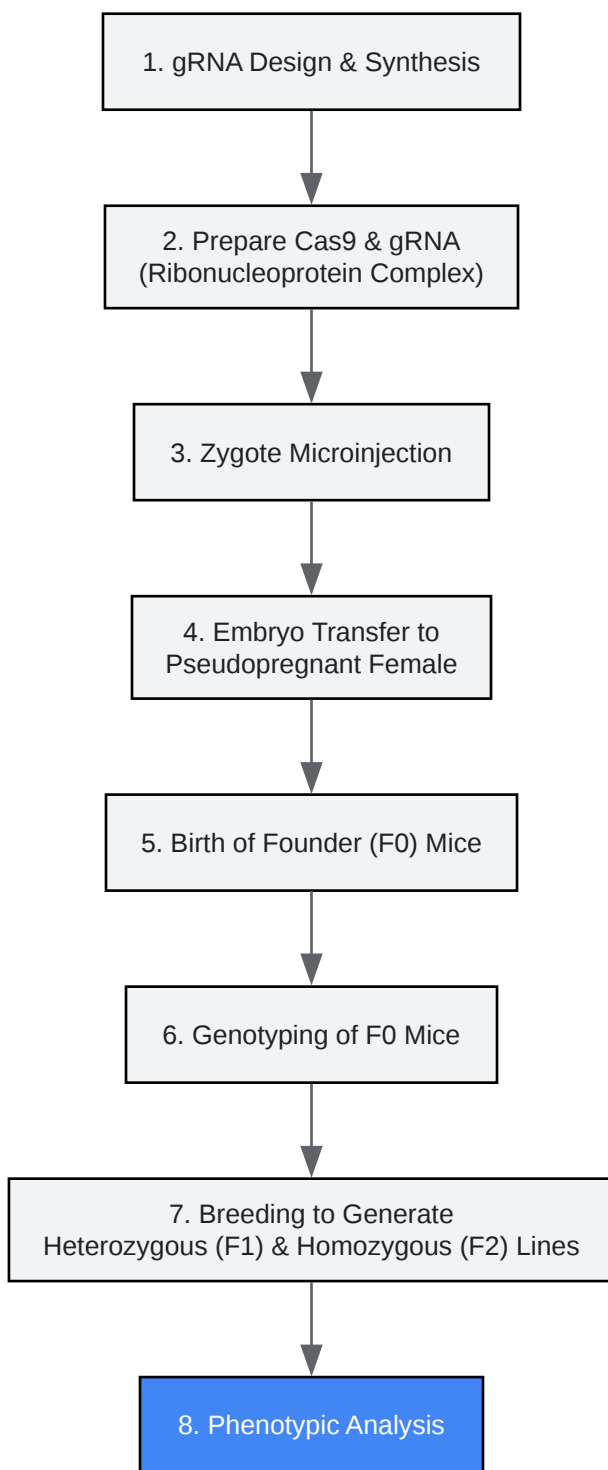 1. gRNA Design & Synthesis
2. Prepare Cas9 & gRNA
(Ribonucleoprotein Complex)
3. Zygote Microinjection
4. Embryo Transfer to
Pseudopregnant Female
5. Birth of Founder (F0) Mice
6. Genotyping of F0 Mice
7. Breeding to Generate
Heterozygous (F1) & Homozygous (F2) Lines
8. Phenotypic Analysis